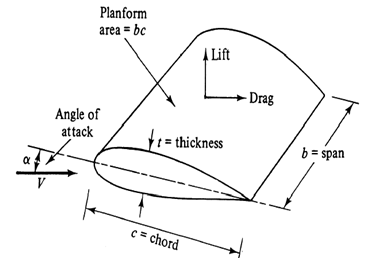 Planform
area = bc
Lift
Drag
Angle of
attack
t = thickness
α
V
b = span
c = chord